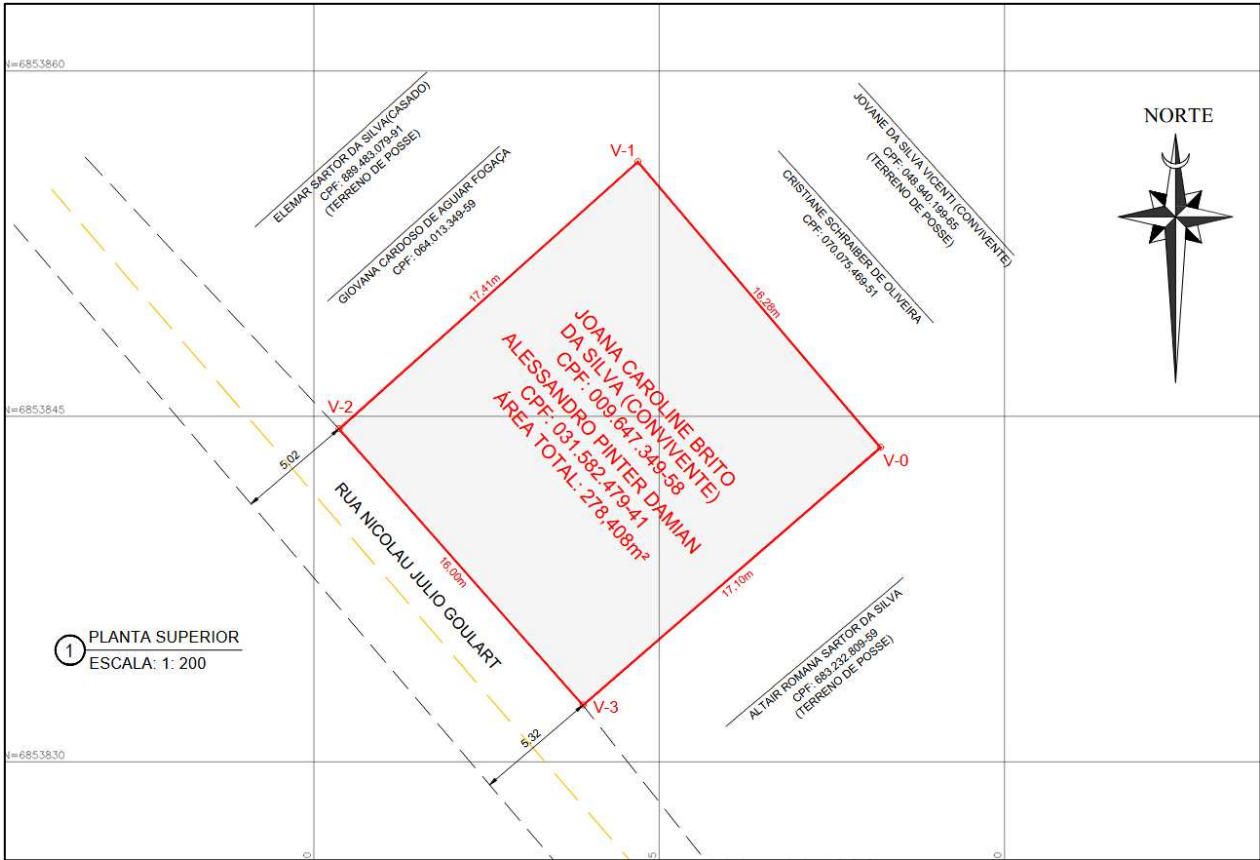 N=6853860
ELEMAR SARTOR DA SILVA(CASADO)
CPF: 889.483.079-91
(TERRENO DE POSSE)
GIOVANA CARDOSO DE AGUIAR FOGAÇA
CPF: 064.013.349-59
V-1
JOVANE DA SILVA VICENTI (CONVIVENTE)
CPF: 048.940.199-65
(TERRENO DE POSSE)
CRISTIANE SCHRAIBER DE OLIVEIRA
CPF: 070.075.469-51
NORTE
17,41m
16,28m
JOANA CAROLINE BRITO
DA SILVA (CONVIVENTE)
CPF: 009.647.349-58
ALESSANDRO PINTER DAMIAN
CPF: 031.582.479-41
ÁREA TOTAL: 278,408m²
N=6853845
V-2
V-0
5,02
RUA NICOLAU JULIO GOULART
16,00m
17,10m
ALTAIR ROMANA SARTOR DA SILVA
CPF: 683.232.809-59
(TERRENO DE POSSE)
1
PLANTA SUPERIOR
ESCALA: 1: 200
V-3
5,32
N=6853830
0
5
0